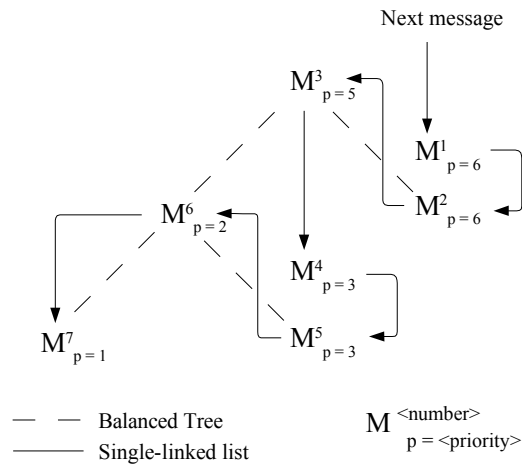 Next message
M³ p = 5
M¹ p = 6
M² p = 6
M⁶ p = 2
M⁴ p = 3
M⁵ p = 3
M⁷ p = 1
Balanced Tree
Single-linked list
M <number> p = <priority>